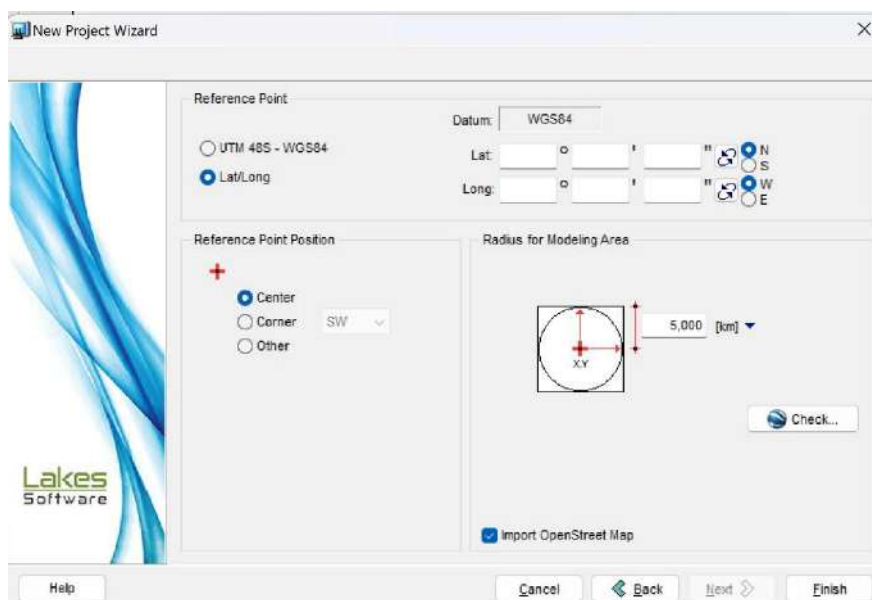 New Project Wizard
Reference Point
Datum: WGS84
UTM 48S - WGS84
Lat: ° ' " N
S
Lat/Long
Long: ° ' " W
E
Reference Point Position
Center
Corner SW
Other
Radius for Modeling Area
X,Y
5,000 [km]
Check...
Import OpenStreet Map
Lakes
Software
Help Cancel Back Next Finish